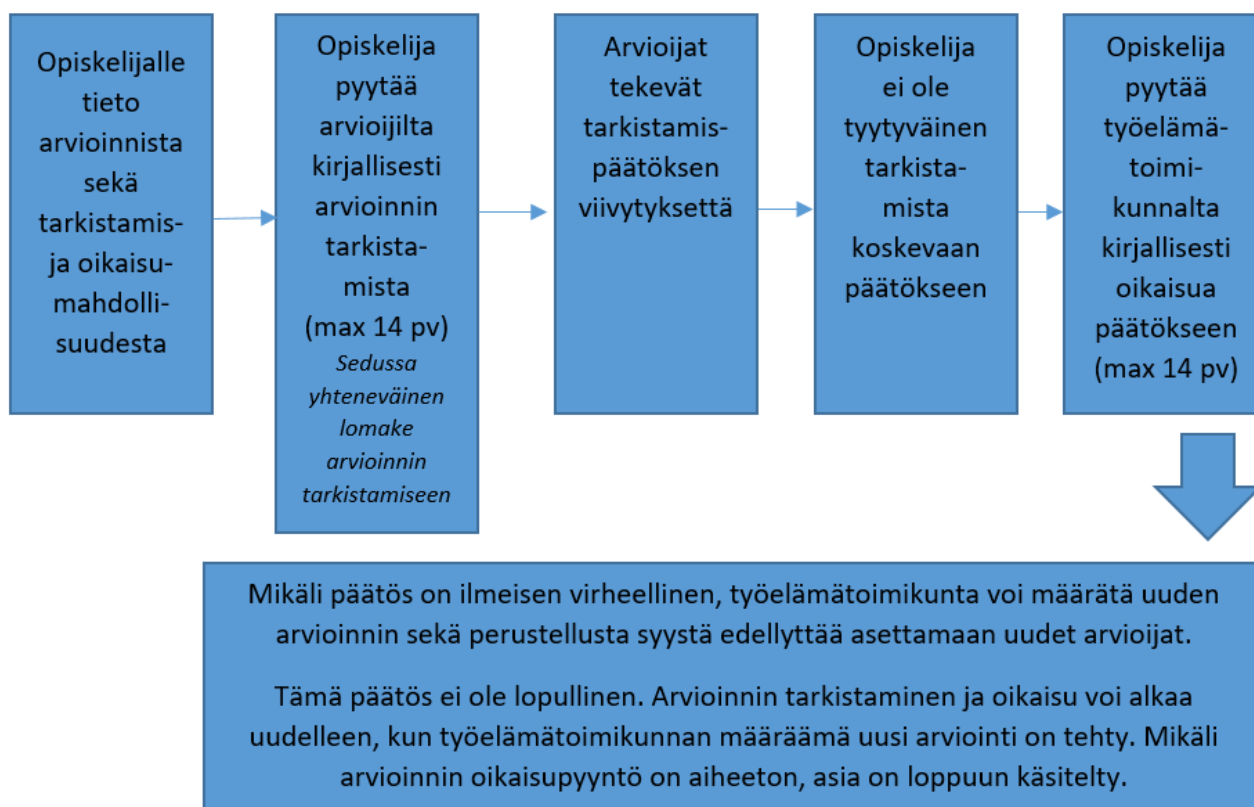 Opiskelijalle
tieto
arvioinnista
sekä
tarkistamis-
ja oikaisu-
mahdolli-
suudesta
Opiskelija
pyytää
arvioijilta
kirjallisesti
arvioinnin
tarkista-
mista
(max 14 pv)
Sedussa
yhteneväinen
lomake
arvioinnin
tarkistamiseen
Arvioijat
tekevät
tarkistamis-
päätöksen
viivytyksettä
Opiskelija
ei ole
tyytyväinen
tarkista-
mista
koskevaan
päätökseen
Opiskelija
pyytää
työelämä-
toimi-
kunnalta
kirjallisesti
oikaisua
päätökseen
(max 14 pv)
Mikäli päätös on ilmeisen virheellinen, työelämätoimikunta voi määrätä uuden
arvioinnin sekä perustellusta syystä edellyttää asettamaan uudet arvioijat.
Tämä päätös ei ole lopullinen. Arvioinnin tarkistaminen ja oikaisu voi alkaa
uudelleen, kun työelämätoimikunnan määräämä uusi arviointi on tehty. Mikäli
arvioinnin oikaisupyyntö on aiheeton, asia on loppuun käsitelty.